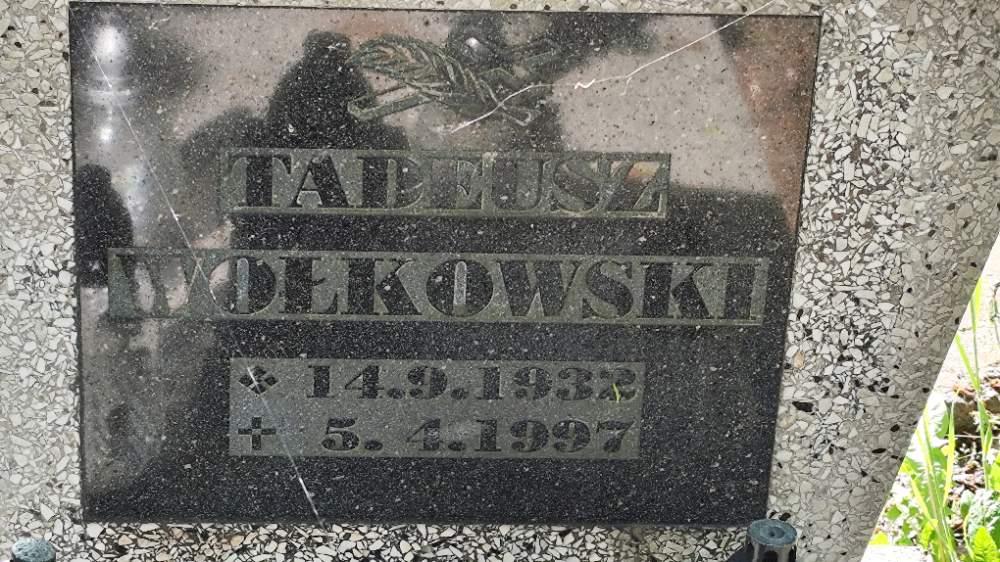 TADEUSZ
WOŁKOWSKI
14.9.1932
5. 4.1997